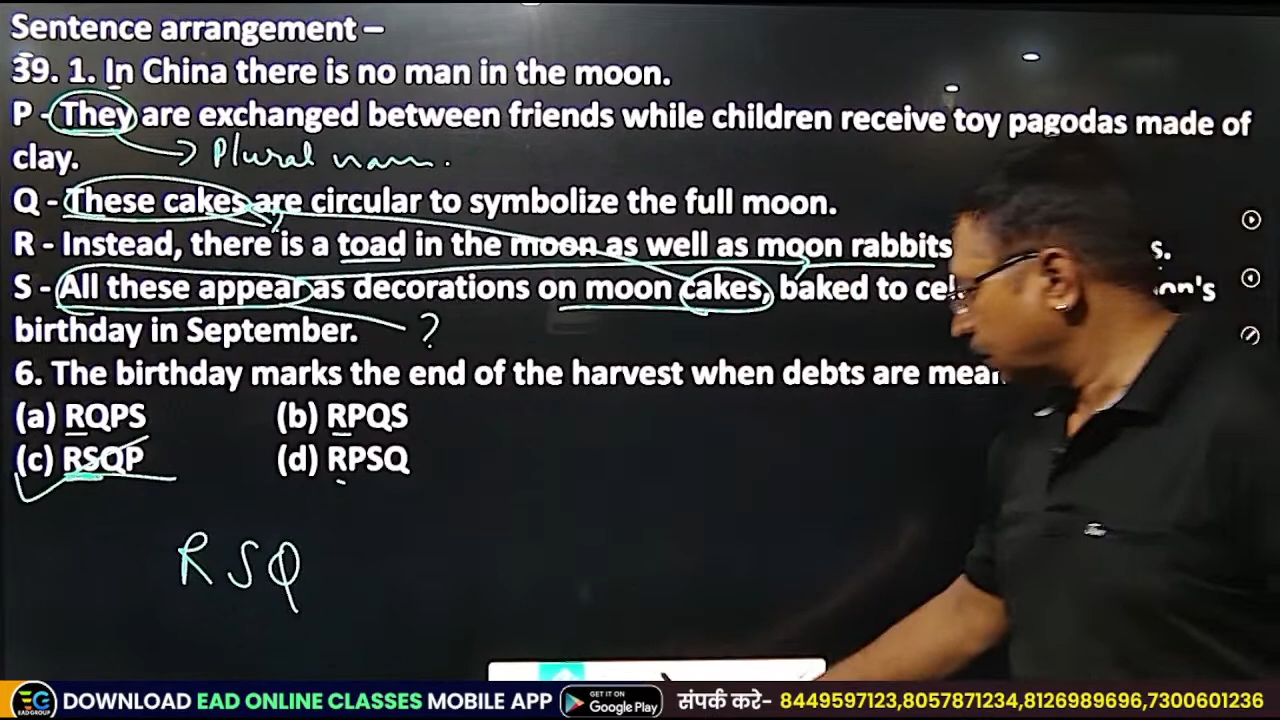 Sentence arrangement –
39. 1. In China there is no man in the moon.
P - They are exchanged between friends while children receive toy pagodas made of
clay. → Plural noun.
Q - These cakes are circular to symbolize the full moon.
R - Instead, there is a toad in the moon as well as moon rabbits
S - All these appear as decorations on moon cakes, baked to
birthday in September. ?
6. The birthday marks the end of the harvest when debts are
(a) RQPS (b) RPQS
(c) RSQP (d) RPSQ
RSQ
EG EAD GROUP DOWNLOAD EAD ONLINE CLASSES MOBILE APP GET IT ON Google Play संपर्क करे- 8449597123,8057871234,8126989696,7300601236